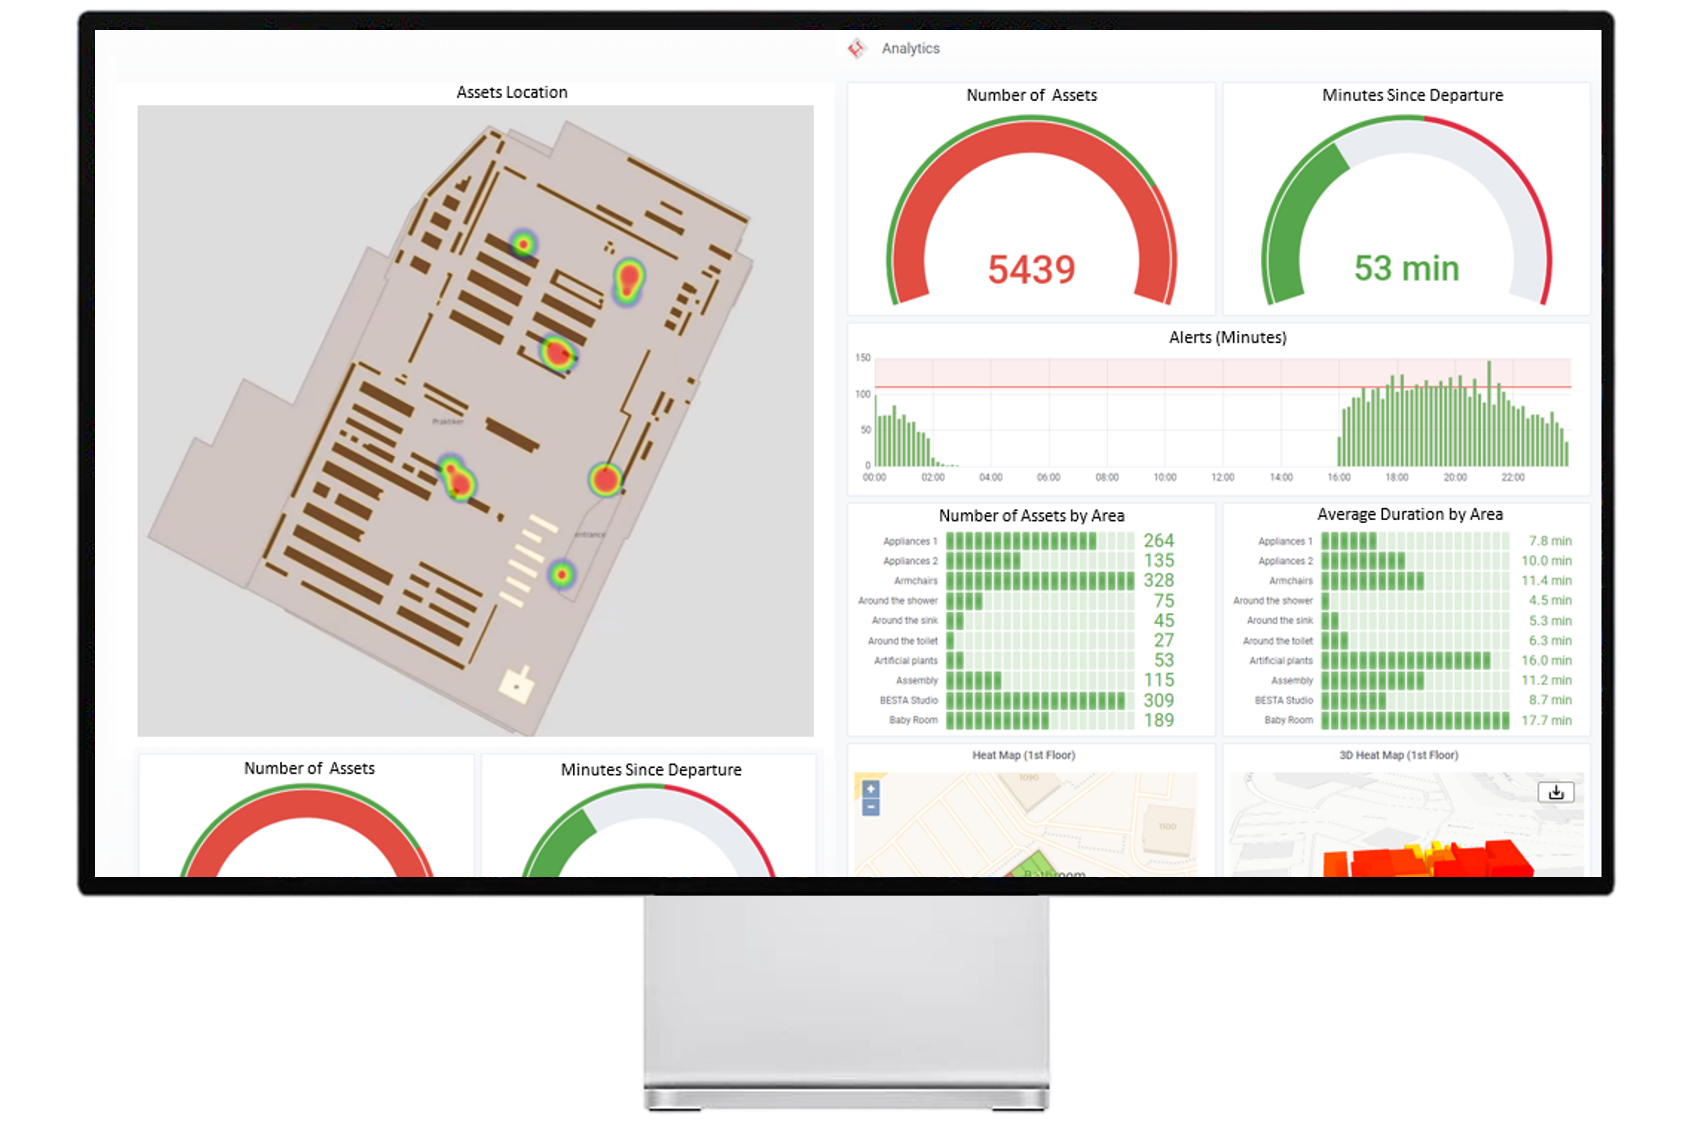 Analytics
Assets Location
Praktiker
entrance
Number of Assets
5439
Minutes Since Departure
53 min
Alerts (Minutes)
150
100
50
0
00:00 02:00 04:00 06:00 08:00 10:00 12:00 14:00 16:00 18:00 20:00 22:00
Number of Assets by Area
Appliances 1 264
Appliances 2 135
Armchairs 328
Around the shower 75
Around the sink 45
Around the toilet 27
Artificial plants 53
Assembly 115
BESTA Studio 309
Baby Room 189
Average Duration by Area
Appliances 1 7.8 min
Appliances 2 10.0 min
Armchairs 11.4 min
Around the shower 4.5 min
Around the sink 5.3 min
Around the toilet 6.3 min
Artificial plants 16.0 min
Assembly 11.2 min
BESTA Studio 8.7 min
Baby Room 17.7 min
Number of Assets
Minutes Since Departure
Heat Map (1st Floor)
+
−
1090
1100
Bathroom
3D Heat Map (1st Floor)